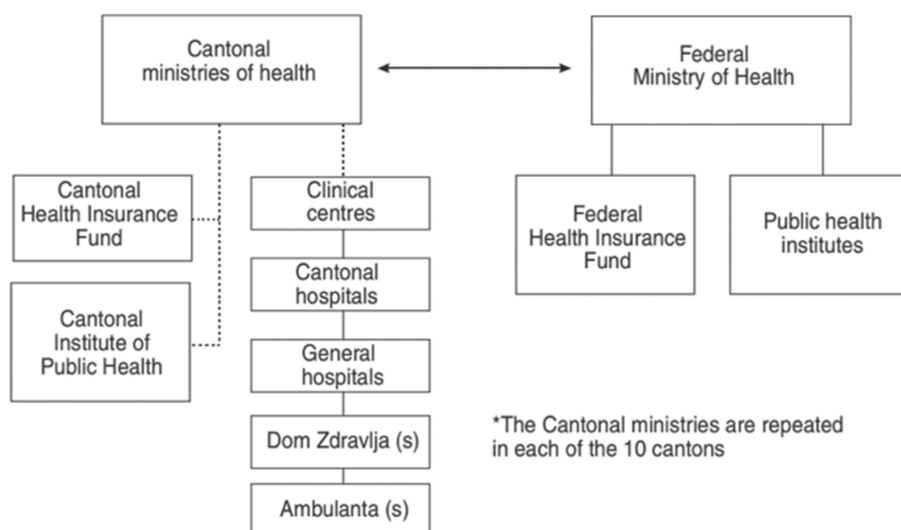 Cantonal
ministries of health
Federal
Ministry of Health
Cantonal
Health Insurance
Fund
Clinical
centres
Federal
Health Insurance
Fund
Public health
institutes
Cantonal
hospitals
Cantonal
Institute of
Public Health
General
hospitals
Dom Zdravlja (s)
Ambulanta (s)
*The Cantonal ministries are repeated
in each of the 10 cantons